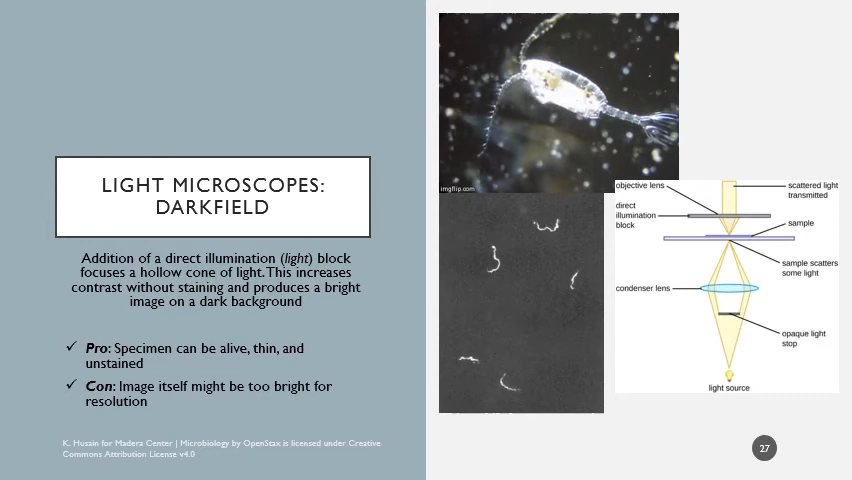 LIGHT MICROSCOPES:
DARKFIELD
Addition of a direct illumination (light) block
focuses a hollow cone of light. This increases
contrast without staining and produces a bright
image on a dark background
✓ Pro: Specimen can be alive, thin, and
unstained
✓ Con: Image itself might be too bright for
resolution
K. Husain for Madera Center | Microbiology by OpenStax is licensed under Creative
Commons Attribution License v4.0
imgflip.com
objective lens
scattered light
transmitted
direct
illumination
block
sample
sample scatters
some light
condenser lens
opaque light
stop
light source
27